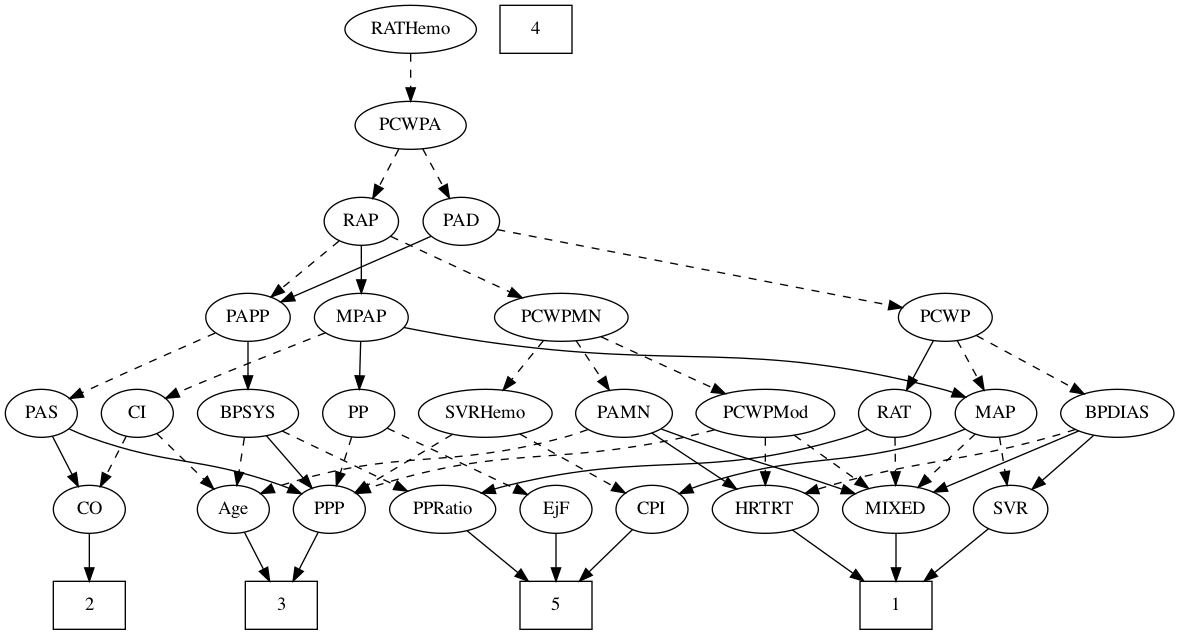 RATHemo
4
PCWPA
RAP
PAD
PAPP
MPAP
PCWPMN
PCWP
PAS
CI
BPSYS
PP
SVRHemo
PAMN
PCWPMod
RAT
MAP
BPDIAS
CO
Age
PPP
PPRatio
EjF
CPI
HRTRT
MIXED
SVR
2
3
5
1